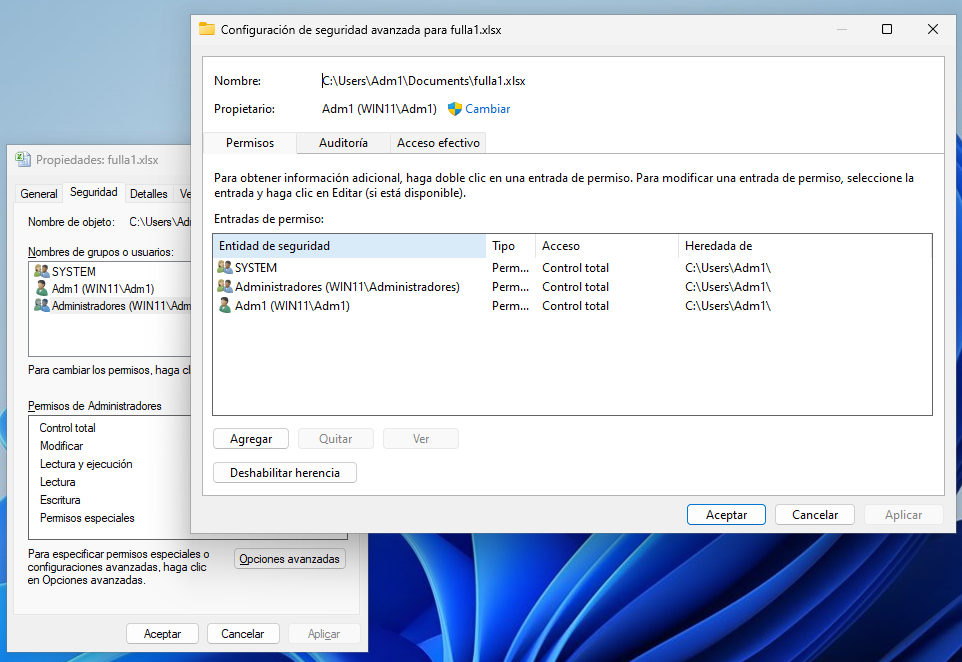 Configuración de seguridad avanzada para fulla1.xlsx
Nombre: C:\Users\Adm1\Documents\fulla1.xlsx
Propietario: Adm1 (WIN11\Adm1) Cambiar
Permisos Auditoría Acceso efectivo
Para obtener información adicional, haga doble clic en una entrada de permiso. Para modificar una entrada de permiso, seleccione la
entrada y haga clic en Editar (si está disponible).
Entradas de permiso:
Entidad de seguridad Tipo Acceso Heredada de
SYSTEM Perm... Control total C:\Users\Adm1\
Administradores (WIN11\Administradores) Perm... Control total C:\Users\Adm1\
Adm1 (WIN11\Adm1) Perm... Control total C:\Users\Adm1\
Agregar Quitar Ver
Deshabilitar herencia
Aceptar Cancelar Aplicar
Propiedades: fulla1.xlsx
General Seguridad Detalles Ve
Nombre de objeto: C:\Users\Ad
Nombres de grupos o usuarios:
SYSTEM
Adm1 (WIN11\Adm1)
Administradores (WIN11\Adm
Para cambiar los permisos, haga cl
Permisos de Administradores
Control total
Modificar
Lectura y ejecución
Lectura
Escritura
Permisos especiales
Para especificar permisos especiales o
configuraciones avanzadas, haga clic
en Opciones avanzadas.
Opciones avanzadas
Aceptar Cancelar Aplicar